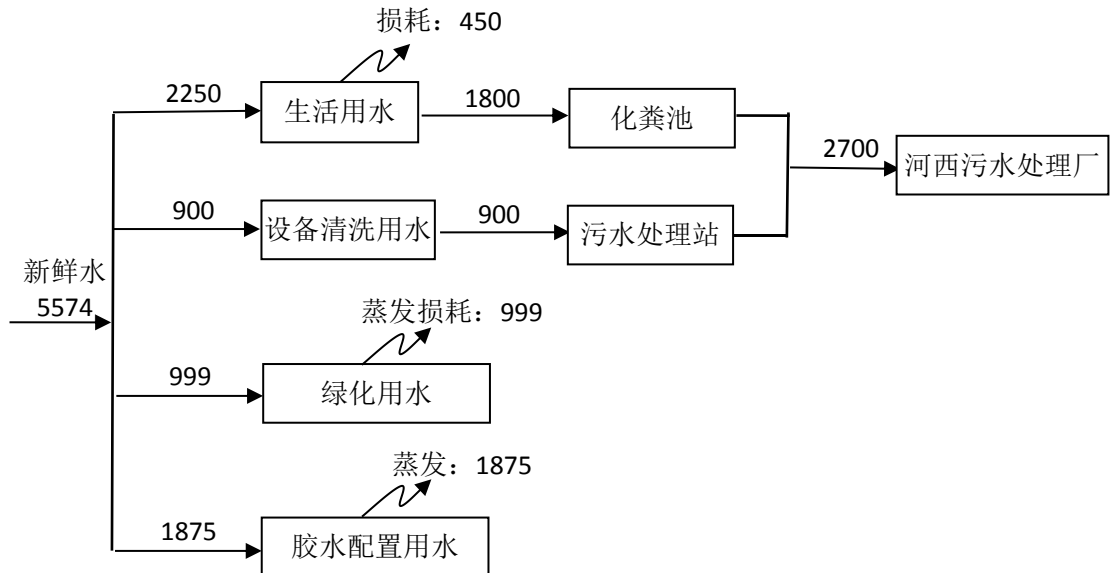 损耗：450
2250
生活用水
1800
化粪池
2700
河西污水处理厂
900
设备清洗用水
900
污水处理站
新鲜水
5574
蒸发损耗：999
999
绿化用水
蒸发：1875
1875
胶水配置用水